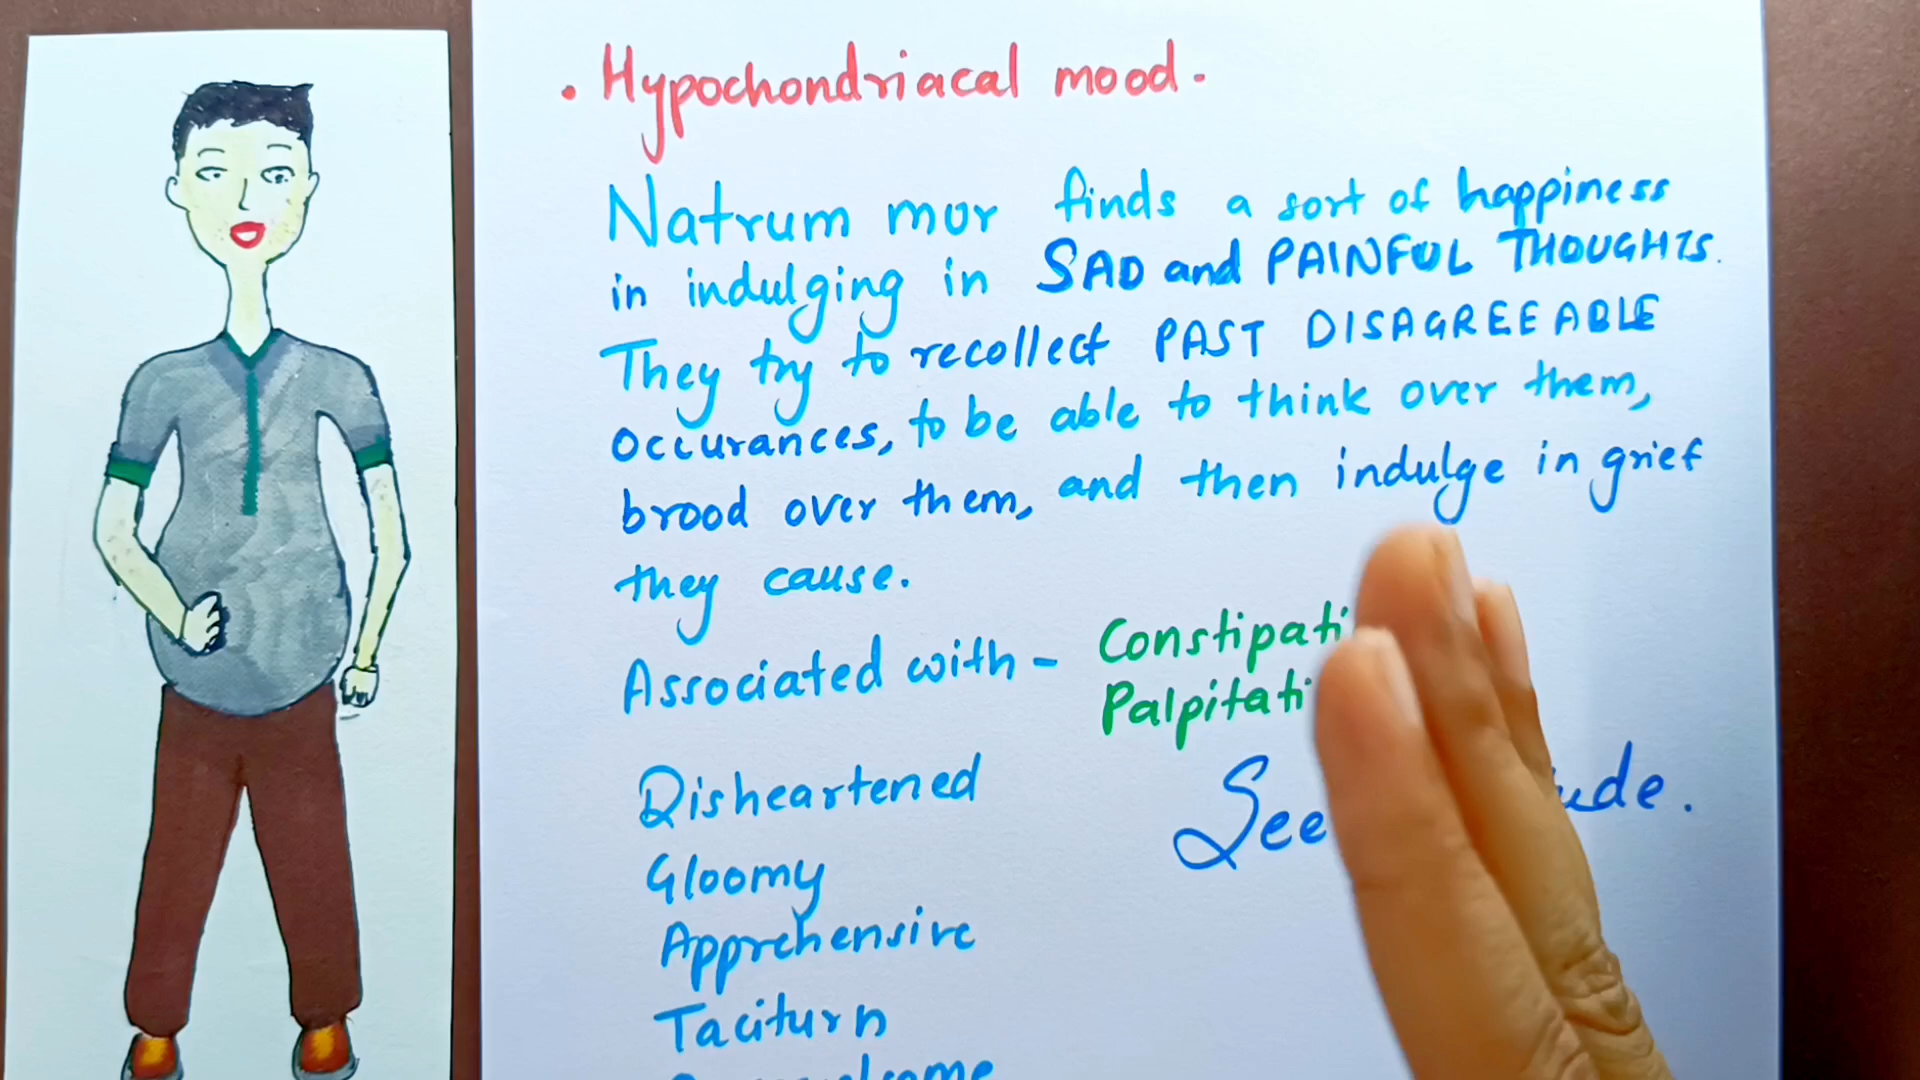 • Hypochondriacal mood.
Natrum mur finds a sort of happiness
in indulging in SAD and PAINFUL THOUGHTS.
They try to recollect PAST DISAGREEABLE
occurances, to be able to think over them,
brood over them, and then indulge in grief
they cause.
Associated with - Constipati
Palpitati
Disheartened
See ude.
Gloomy
Apprehensive
Taciturn